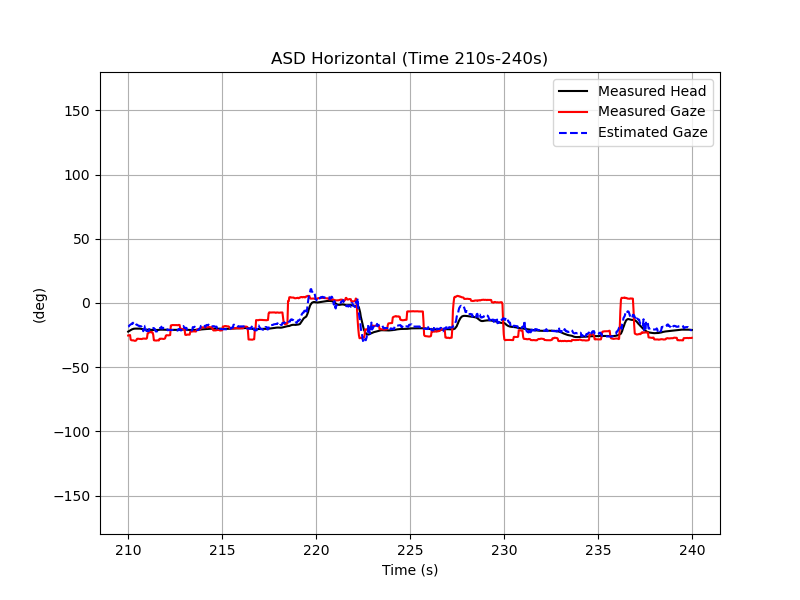 ASD Horizontal (Time 210s-240s)
Measured Head
Measured Gaze
Estimated Gaze
(deg)
150
100
50
0
−50
−100
−150
210 215 220 225 230 235 240
Time (s)